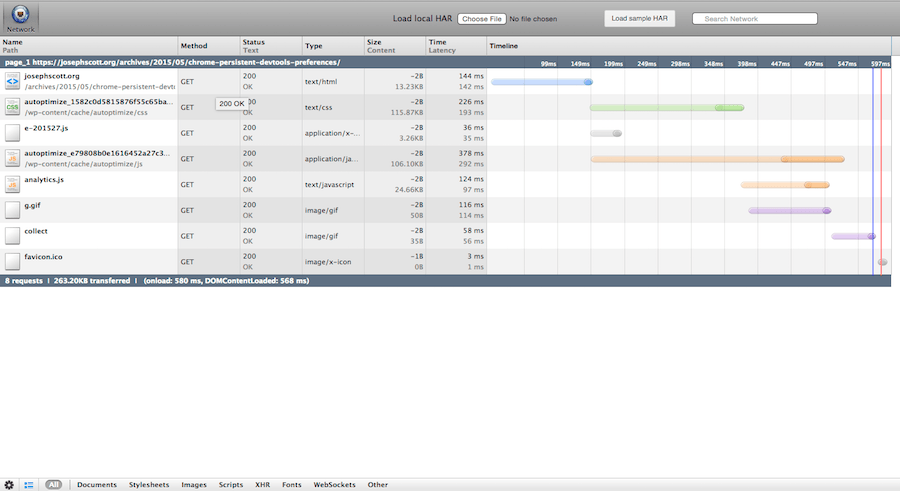 Load local HAR Choose File No file chosen Load sample HAR Search Network
Network
Name Method Status Type Size Time Timeline
Path Text Content Latency
page_1 https://josephscott.org/archives/2015/05/chrome-persistent-devtools-preferences/ 99ms 149ms 199ms 249ms 298ms 348ms 398ms 447ms 497ms 547ms 597ms
josephscott.org GET 200 text/html -2B 144 ms
/archives/2015/05/chrome-persistent-devt OK 13.23KB 142 ms
autoptimize_1582c0d5815876f55c65ba... GET 200 text/css -2B 226 ms
/wp-content/cache/autoptimize/css OK 115.87KB 193 ms
200 OK
e-201527.js GET 200 application/x-... -2B 36 ms
OK 3.26KB 35 ms
autoptimize_e79808b0e1616452a27c3... GET 200 application/ja... -2B 378 ms
/wp-content/cache/autoptimize/js OK 106.10KB 292 ms
analytics.js GET 200 text/javascript -2B 124 ms
OK 24.66KB 97 ms
g.gif GET 200 image/gif -2B 116 ms
OK 50B 114 ms
collect GET 200 image/gif -2B 58 ms
OK 35B 56 ms
favicon.ico GET 200 image/x-icon -1B 3 ms
OK 0B 1 ms
8 requests | 263.20KB transferred | (onload: 580 ms, DOMContentLoaded: 568 ms)
All Documents Stylesheets Images Scripts XHR Fonts WebSockets Other